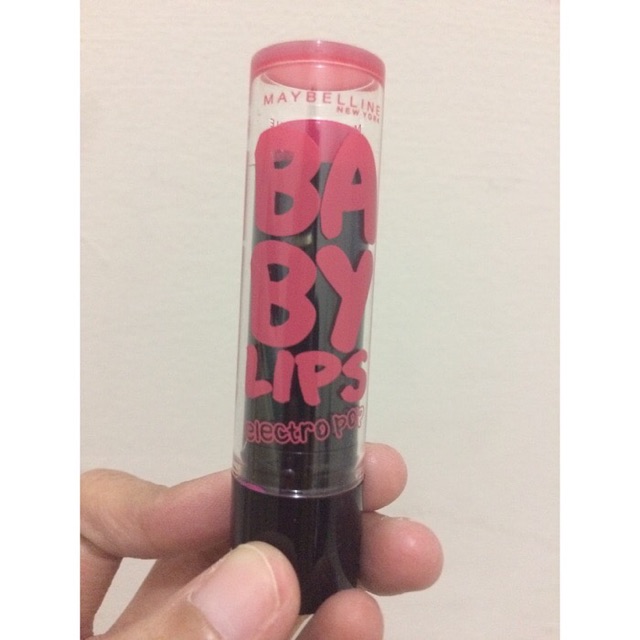 MAYBELLINE
NEW YORK
BA
BY
LIPS
electro pop